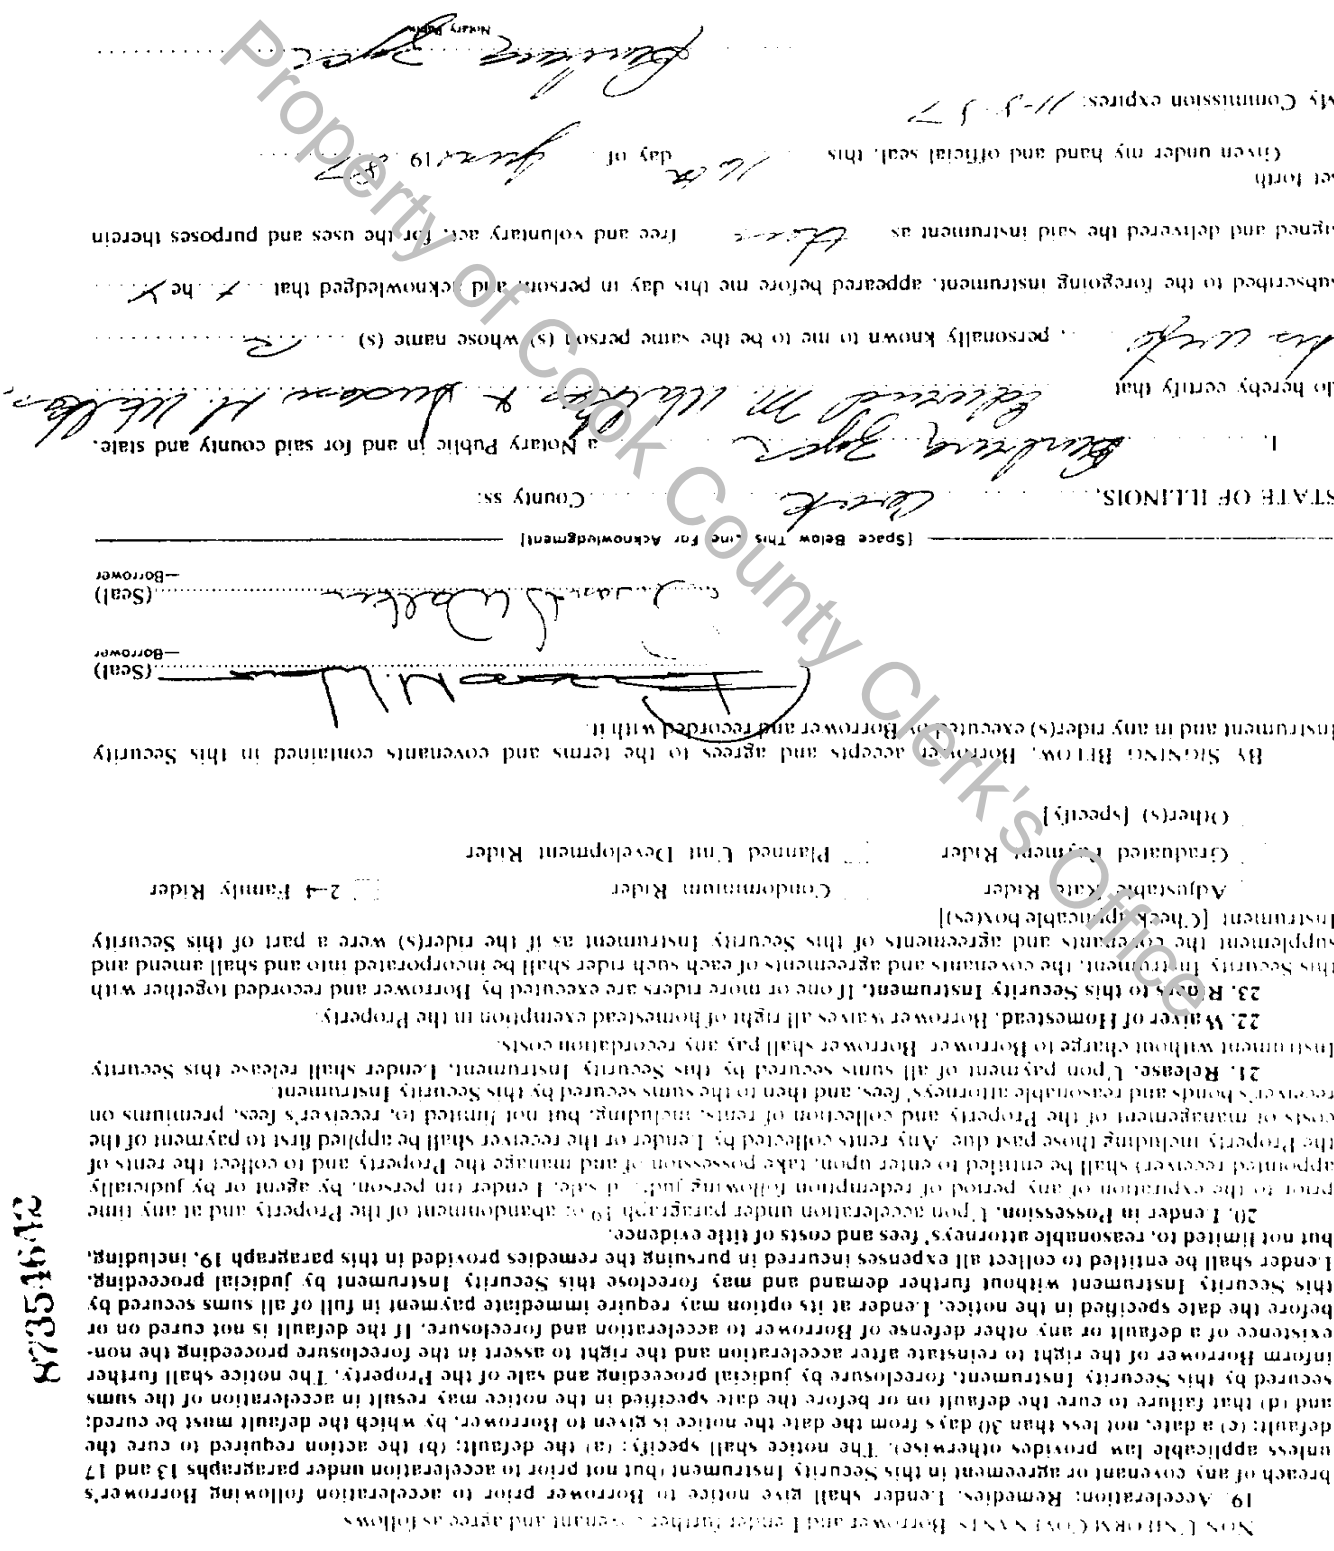 NON-UNIFORM COVENANTS Borrower and Lender further covenant and agree as follows
19. Acceleration; Remedies. Lender shall give notice to Borrower prior to acceleration following Borrower's
breach of any covenant or agreement in this Security Instrument (but not prior to acceleration under paragraphs 13 and 17
unless applicable law provides otherwise). The notice shall specify: (a) the default; (b) the action required to cure the
default; (c) a date, not less than 30 days from the date the notice is given to Borrower, by which the default must be cured;
and (d) that failure to cure the default on or before the date specified in the notice may result in acceleration of the sums
secured by this Security Instrument, foreclosure by judicial proceeding and sale of the Property. The notice shall further
inform Borrower of the right to reinstate after acceleration and the right to assert in the foreclosure proceeding the non-
existence of a default or any other defense of Borrower to acceleration and foreclosure. If the default is not cured on or
before the date specified in the notice, Lender at its option may require immediate payment in full of all sums secured by
this Security Instrument without further demand and may foreclose this Security Instrument by judicial proceeding.
Lender shall be entitled to collect all expenses incurred in pursuing the remedies provided in this paragraph 19, including,
but not limited to, reasonable attorneys' fees and costs of title evidence.
20. Lender in Possession. Upon acceleration under paragraph 19 or abandonment of the Property and at any time
prior to the expiration of any period of redemption following judicial sale, Lender (in person, by agent or by judicially
appointed receiver) shall be entitled to enter upon, take possession of and manage the Property and to collect the rents of
the Property including those past due. Any rents collected by Lender or the receiver shall be applied first to payment of the
costs of management of the Property and collection of rents, including, but not limited to, receiver's fees, premiums on
receiver's bonds and reasonable attorneys' fees, and then to the sums secured by this Security Instrument.
21. Release. Upon payment of all sums secured by this Security Instrument, Lender shall release this Security
Instrument without charge to Borrower. Borrower shall pay any recordation costs.
22. Waiver of Homestead. Borrower waives all right of homestead exemption in the Property.
23. Riders to this Security Instrument. If one or more riders are executed by Borrower and recorded together with
this Security Instrument, the covenants and agreements of each such rider shall be incorporated into and shall amend and
supplement the covenants and agreements of this Security Instrument as if the rider(s) were a part of this Security
Instrument [Check applicable box(es)]
Adjustable Rate Rider Condominium Rider 2-4 Family Rider
Graduated Payment Rider Planned Unit Development Rider
Other(s) [specify]
BY SIGNING BELOW, Borrower accepts and agrees to the terms and covenants contained in this Security
Instrument and in any rider(s) executed by Borrower and recorded with it.
(Seal)
—Borrower
Susan H Walker (Seal)
—Borrower
[Space Below This Line For Acknowledgment]
STATE OF ILLINOIS, Cook County ss:
I, Barbara a Notary Public in and for said county and state,
do hereby certify that Edward M. Walker & Susan H. Walker,
his wife, personally known to me to be the same person (s) whose name (s)
subscribed to the foregoing instrument, appeared before me this day in person, and acknowledged that he
signed and delivered the said instrument as their free and voluntary act, for the uses and purposes therein
set forth
Given under my hand and official seal, this 16th day of June, 19 87
My Commission expires: 11-8-87
Barbara
Notary Public
87354642
Property of Cook County Clerk's Office